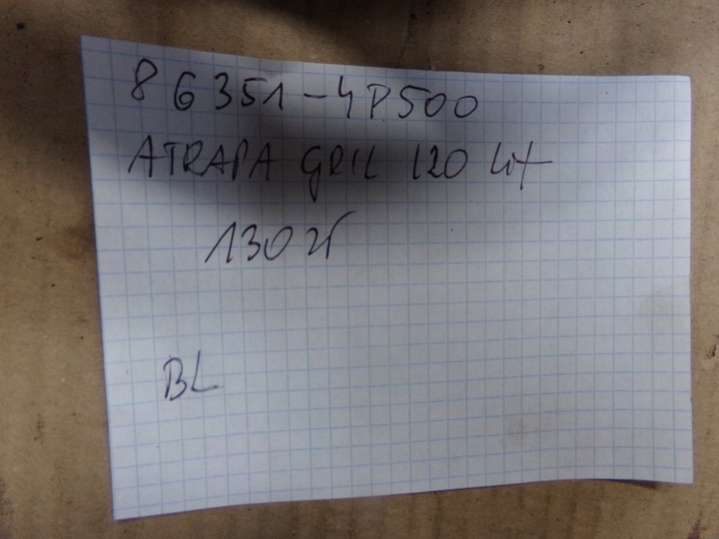 86351-4P500
ATRAPA GRIL I20 Lift
130 zł
BL